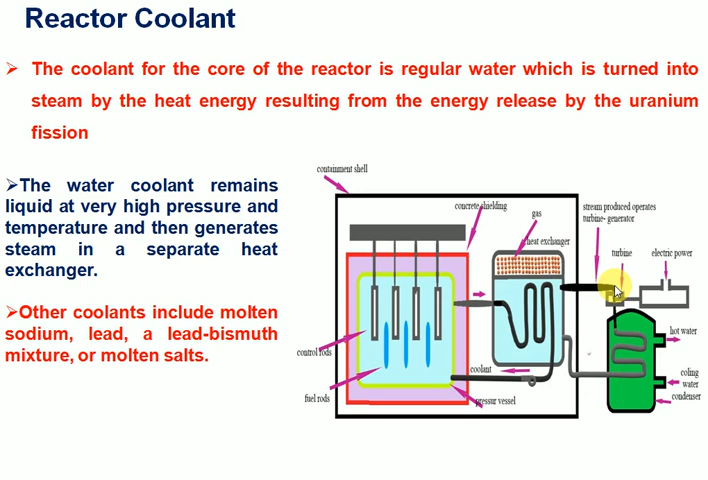 Reactor Coolant
➢ The coolant for the core of the reactor is regular water which is turned into
steam by the heat energy resulting from the energy release by the uranium
fission
➢The water coolant remains
liquid at very high pressure and
temperature and then generates
steam in a separate heat
exchanger.
➢Other coolants include molten
sodium, lead, a lead-bismuth
mixture, or molten salts.
containment shell
concrete shielding
gas
heat exchanger
stream produced operates
turbine- generator
turbine
electric power
hot water
control rods
coolant
coling
water
fuel rods
pressur vessel
condenser